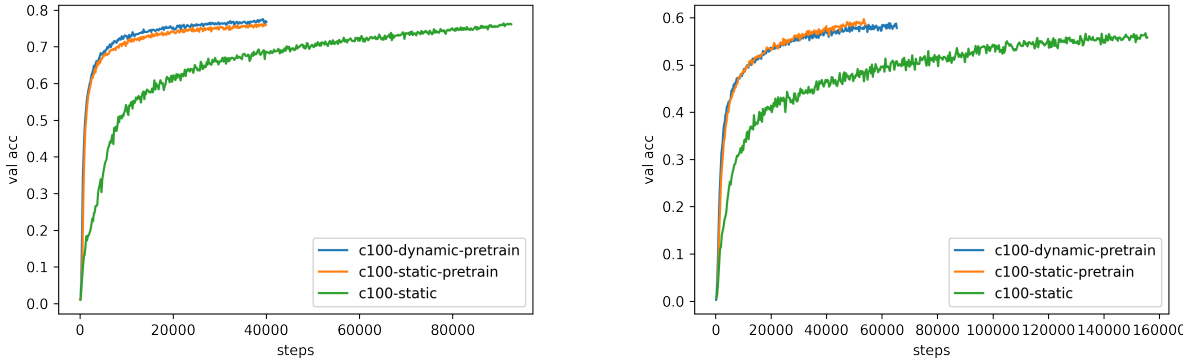 0.8
0.7
0.6
0.5
0.4
0.3
0.2
0.1
0.0
val acc
c100-dynamic-pretrain
c100-static-pretrain
c100-static
0 20000 40000 60000 80000
steps
0.6
0.5
0.4
0.3
0.2
0.1
0.0
val acc
c100-dynamic-pretrain
c100-static-pretrain
c100-static
0 20000 40000 60000 80000 100000 120000 140000 160000
steps